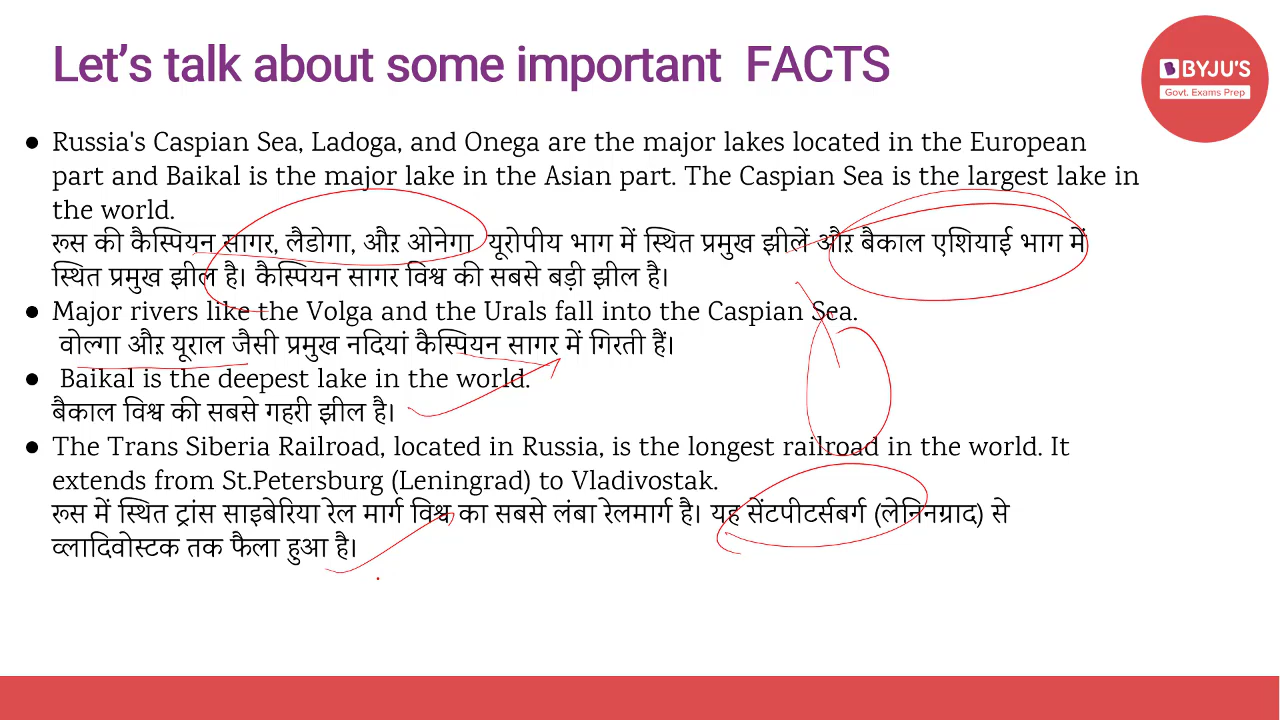 Let's talk about some important FACTS
BYJU'S
Govt. Exams Prep
● Russia's Caspian Sea, Ladoga, and Onega are the major lakes located in the European
part and Baikal is the major lake in the Asian part. The Caspian Sea is the largest lake in
the world.
रूस की कैस्पियन सागर, लैडोगा, और ओनेगा यूरोपीय भाग में स्थित प्रमुख झीलें और बैकाल एशियाई भाग में
स्थित प्रमुख झील है। कैस्पियन सागर विश्व की सबसे बड़ी झील है।
● Major rivers like the Volga and the Urals fall into the Caspian Sea.
वोल्गा और यूराल जैसी प्रमुख नदियां कैस्पियन सागर में गिरती हैं।
● Baikal is the deepest lake in the world.
बैकाल विश्व की सबसे गहरी झील है।
● The Trans Siberia Railroad, located in Russia, is the longest railroad in the world. It
extends from St.Petersburg (Leningrad) to Vladivostak.
रूस में स्थित ट्रांस साइबेरिया रेल मार्ग विश्व का सबसे लंबा रेलमार्ग है। यह सेंटपीटर्सबर्ग (लेनिनग्राद) से
व्लादिवोस्टक तक फैला हुआ है।